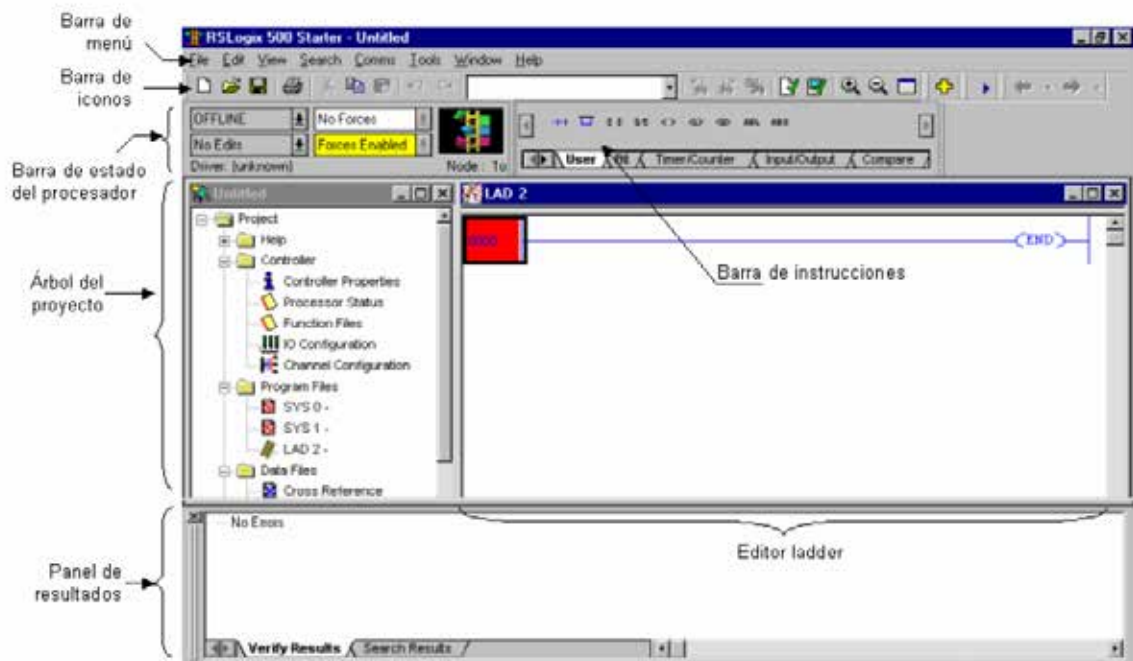 Barra de
menú
RSLogix 500 Starter - Untitled
File Edit View Search Comms Tools Window Help
Barra de
iconos
OFFLINE
No Forces
No Edits
Forces Enabled
Driver: (unknown)
Node : 1o
User
Bit
Timer/Counter
Input/Output
Compare
Barra de estado
del procesador
Untitled
LAD 2
Project
Help
Controller
Controller Properties
Processor Status
Function Files
IO Configuration
Channel Configuration
Program Files
SYS 0 -
SYS 1 -
LAD 2 -
Data Files
Cross Reference
0000
END
Barra de instrucciones
Árbol del
proyecto
No Errors
Editor ladder
Panel de
resultados
Verify Results
Search Results